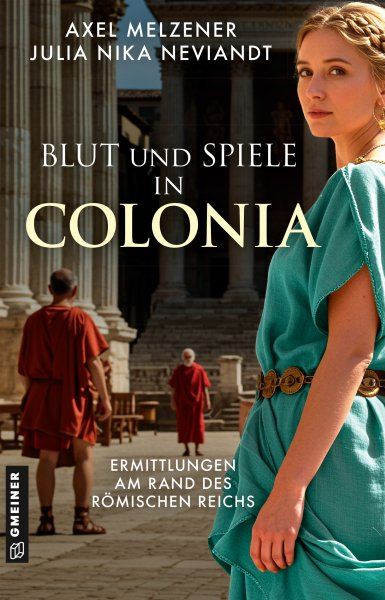 AXEL MELZENER
JULIA NIKA NEVIANDT
BLUT UND SPIELE
IN
COLONIA
ERMITTLUNGEN
AM RAND DES
RÖMISCHEN REICHS
GMEINER